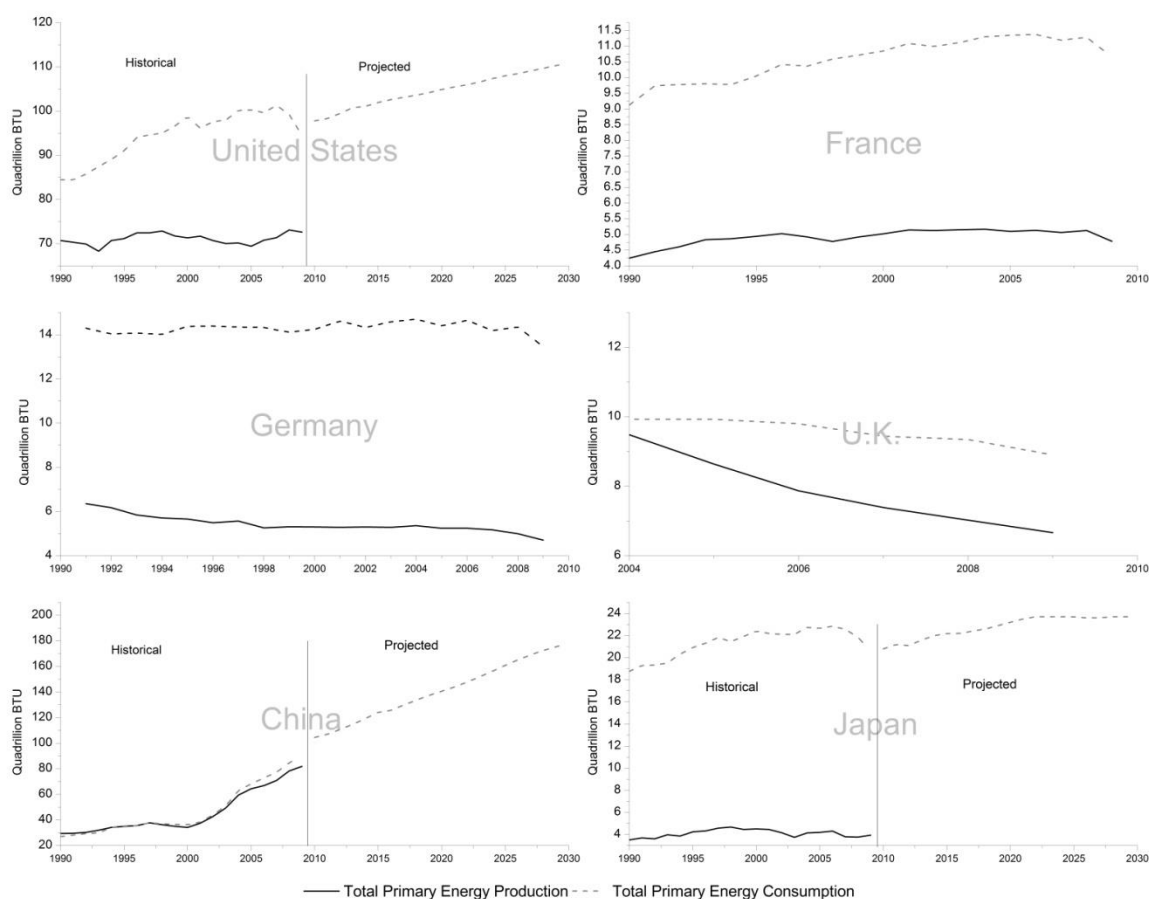 120
110
100
90
80
70
Quadrillion BTU
Historical
Projected
United States
1990 1995 2000 2005 2010 2015 2020 2025 2030
11.5
11.0
10.5
10.0
9.5
9.0
8.5
8.0
7.5
7.0
6.5
6.0
5.5
5.0
4.5
4.0
Quadrillion BTU
France
1990 1995 2000 2005 2010
14
12
10
8
6
4
Quadrillion BTU
Germany
1990 1992 1994 1996 1998 2000 2002 2004 2006 2008 2010
12
10
8
6
Quadrillion BTU
U.K.
2004 2006 2008 2010
210
200
180
160
140
120
100
80
60
40
20
Quadrillion BTU
Historical
Projected
China
1990 1995 2000 2005 2010 2015 2020 2025 2030
24
22
20
18
16
14
12
10
8
6
4
Quadrillion BTU
Historical
Projected
Japan
1990 1995 2000 2005 2010 2015 2020 2025 2030
Total Primary Energy Production Total Primary Energy Consumption